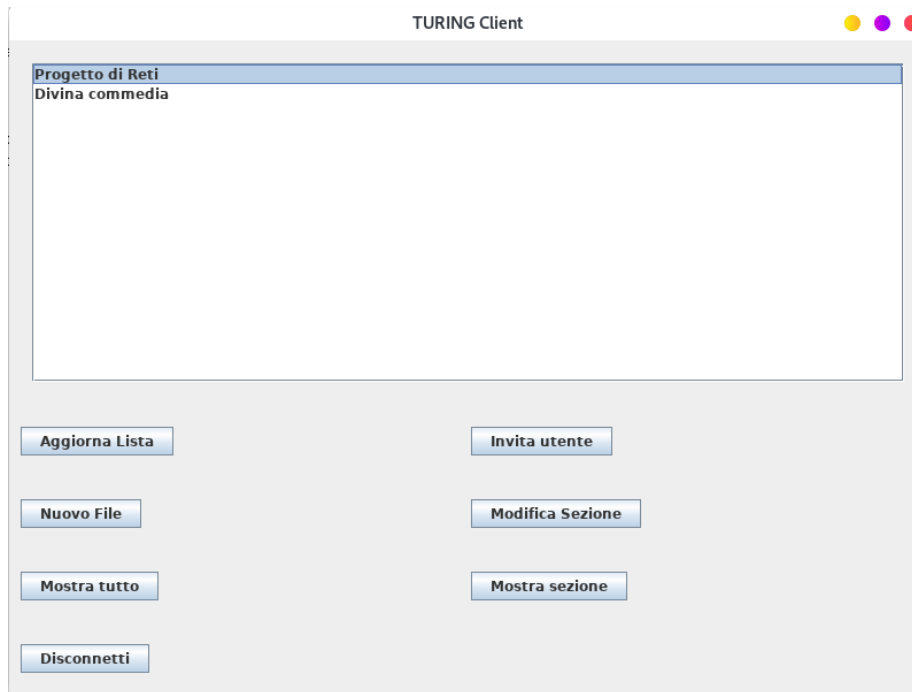 TURING Client
Progetto di Reti
Divina commedia
Aggiorna Lista
Invita utente
Nuovo File
Modifica Sezione
Mostra tutto
Mostra sezione
Disconnetti